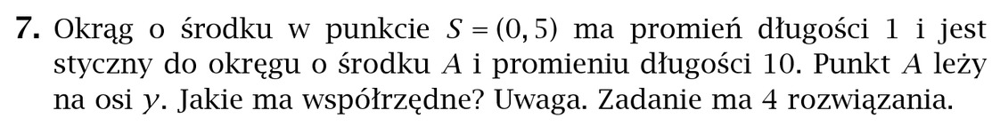 7. Okrąg o środku w punkcie S = (0, 5) ma promień długości 1 i jest
styczny do okręgu o środku A i promieniu długości 10. Punkt A leży
na osi y. Jakie ma współrzędne? Uwaga. Zadanie ma 4 rozwiązania.